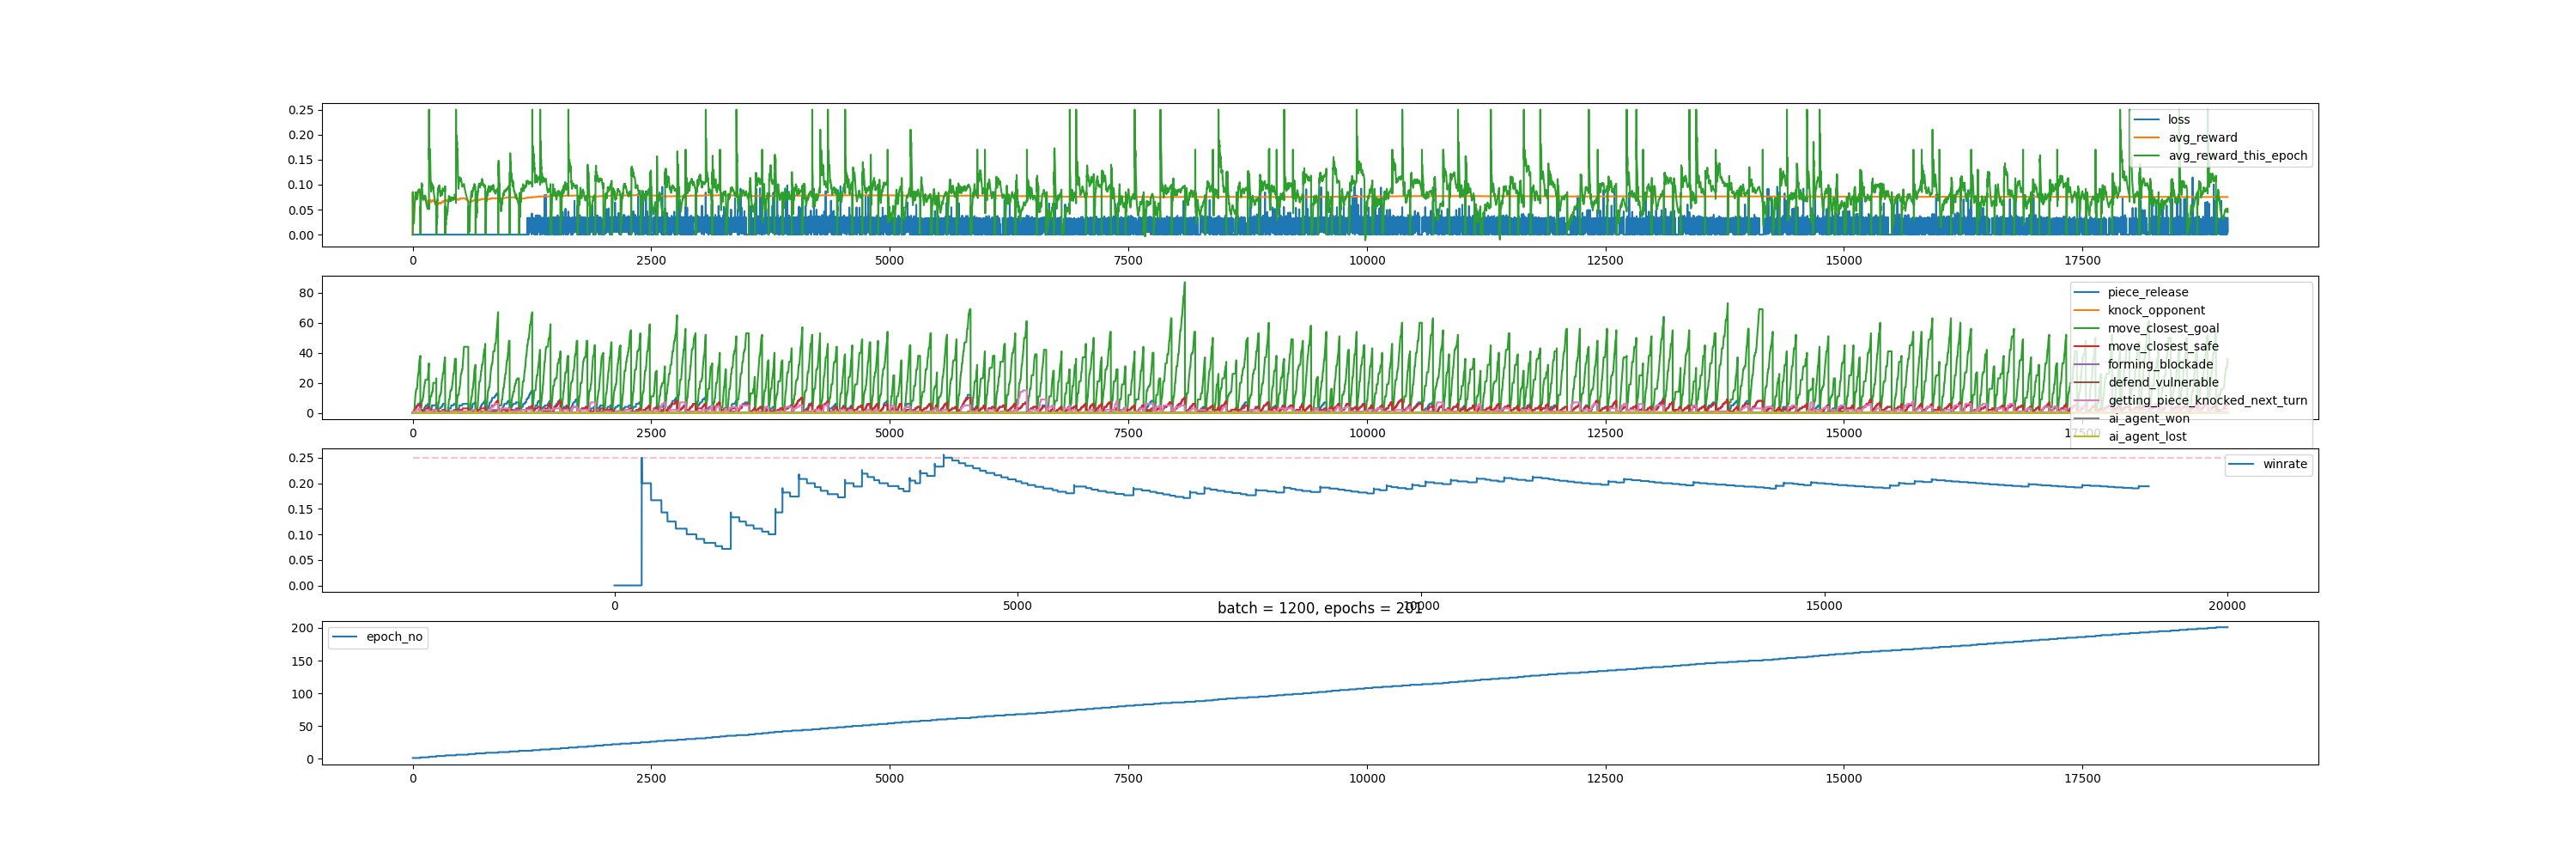 0.25
0.20
0.15
0.10
0.05
0.00
loss
avg_reward
avg_reward_this_epoch
0 2500 5000 7500 10000 12500 15000 17500
80
60
40
20
0
piece_release
knock_opponent
move_closest_goal
move_closest_safe
forming_blockade
defend_vulnerable
getting_piece_knocked_next_turn
ai_agent_won
ai_agent_lost
0 2500 5000 7500 10000 12500 15000 17500
0.25
0.20
0.15
0.10
0.05
0.00
winrate
0 5000 10000 15000 20000
batch = 1200, epochs = 201
200
150
100
50
0
epoch_no
0 2500 5000 7500 10000 12500 15000 17500